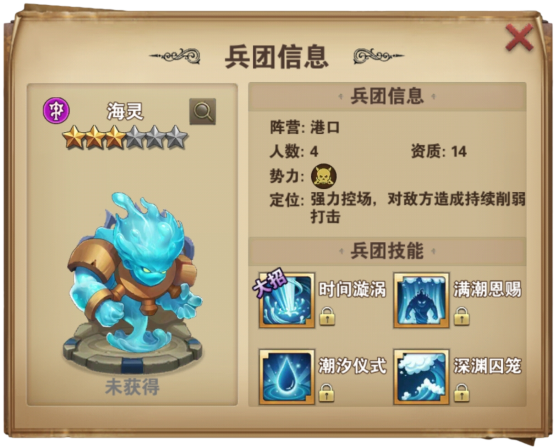 兵团信息
海灵
未获得
兵团信息
阵营: 港口
人数: 4 资质: 14
势力:
定位: 强力控场，对敌方造成持续削弱
打击
兵团技能
大招
时间漩涡 满潮恩赐
潮汐仪式 深渊囚笼